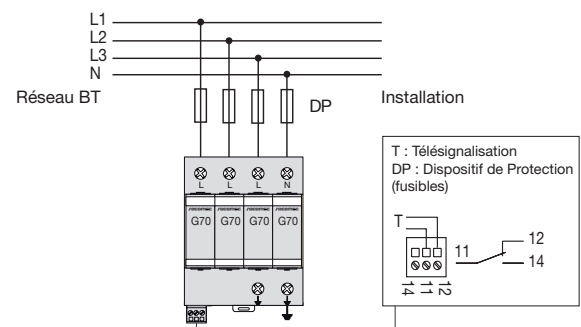 L1
L2
L3
N
Réseau BT
DP
Installation
L L L N
G70 G70 G70 G70
T : Télésignalisation
DP : Dispositif de Protection
(fusibles)
T
11
12
14
14 11 12